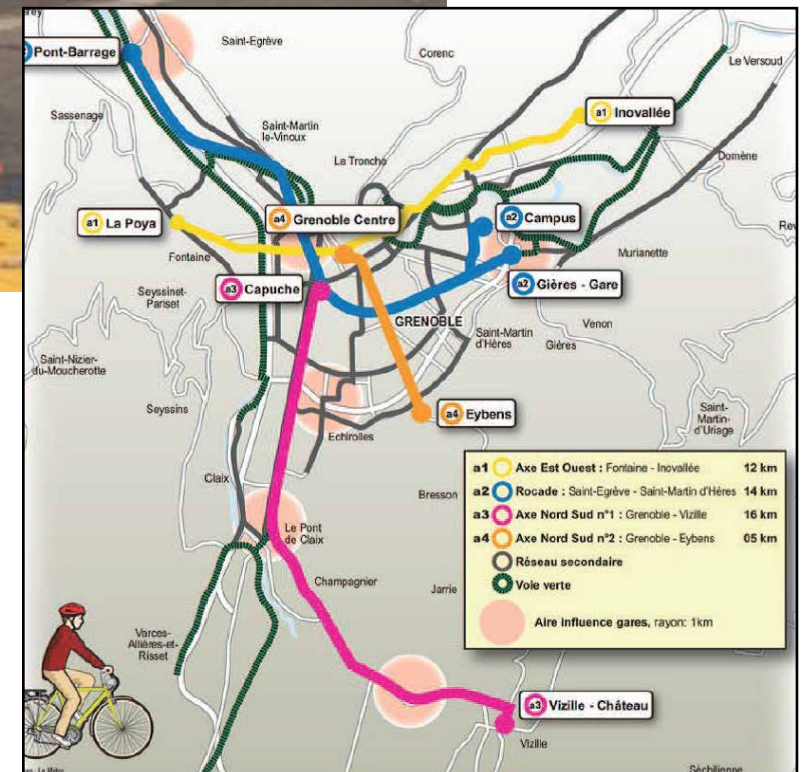 Pont-Barrage
Saint-Egrève
Corenc
Le Versoud
Sassenage
a1 Inovallée
Saint-Martin
le-Vinoux
La Tronche
Domène
a4 Grenoble Centre
a2 Campus
a1 La Poya
Fontaine
Murianette
a3 Capuche
a2 Gières - Gare
Seyssinet-
Pariset
GRENOBLE
Saint-Martin
d'Hères
Venon
Gières
Saint-Nizier-
du-Moucherotte
Seyssins
a4 Eybens
Saint-
Martin-
d'Uriage
Echirolles
a1 Axe Est Ouest : Fontaine - Inovallée 12 km
a2 Rocade : Saint-Egrève - Saint-Martin d'Hères 14 km
a3 Axe Nord Sud n°1 : Grenoble - Vizille 16 km
a4 Axe Nord Sud n°2 : Grenoble - Eybens 05 km
Réseau secondaire
Voie verte
Aire influence gares, rayon: 1km
Claix
Bresson
Le Pont
de Claix
Champagnier
Jarrie
Varces-
Allières-et-
Risset
a3 Vizille - Château
Vizille
Séchilienne